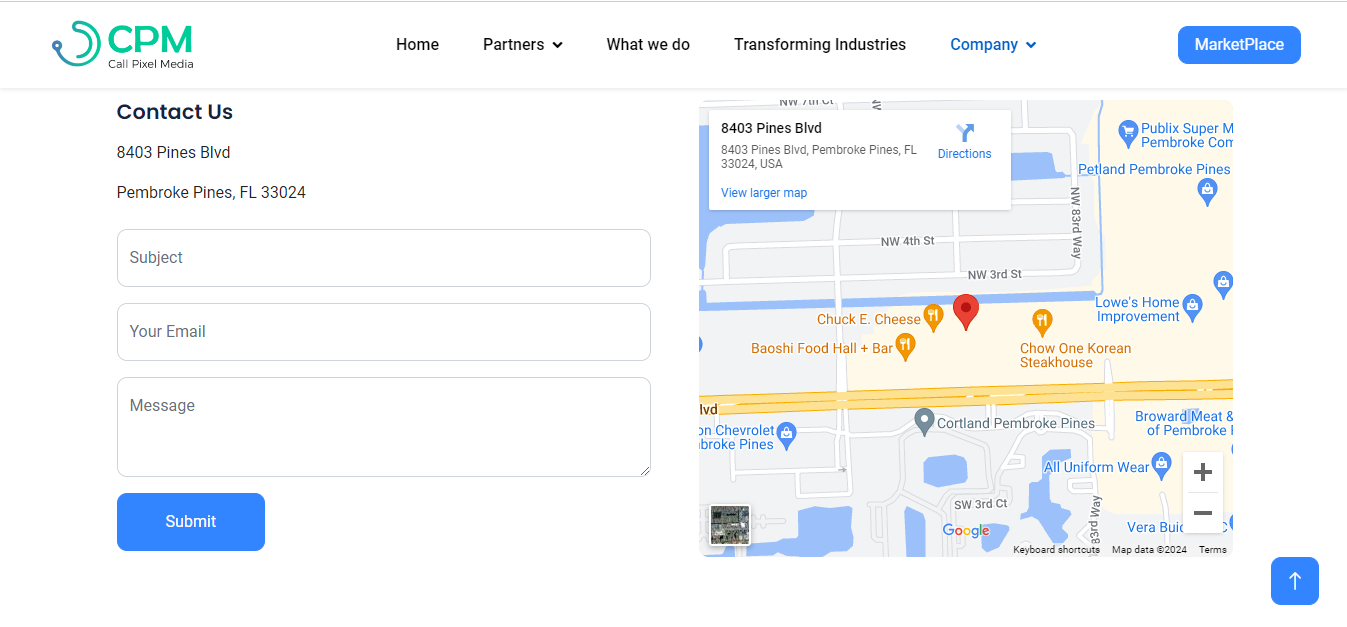 CPM
Call Pixel Media
Home
Partners
What we do
Transforming Industries
Company
MarketPlace
Contact Us
8403 Pines Blvd
Pembroke Pines, FL 33024
Subject
Your Email
Message
Submit
NW 7th Ct
8403 Pines Blvd
8403 Pines Blvd, Pembroke Pines, FL
33024, USA
Directions
View larger map
Publix Super M
Pembroke Com
Petland Pembroke Pines
NW 83rd Way
NW 4th St
NW 3rd St
Lowe's Home
Improvement
Chuck E. Cheese
Baoshi Food Hall + Bar
Chow One Korean
Steakhouse
lvd
on Chevrolet
broke Pines
Cortland Pembroke Pines
Broward Meat &
of Pembroke
All Uniform Wear
SW 3rd Ct
83rd Way
Vera Bui
C
Google
Keyboard shortcuts
Map data ©2024
Terms